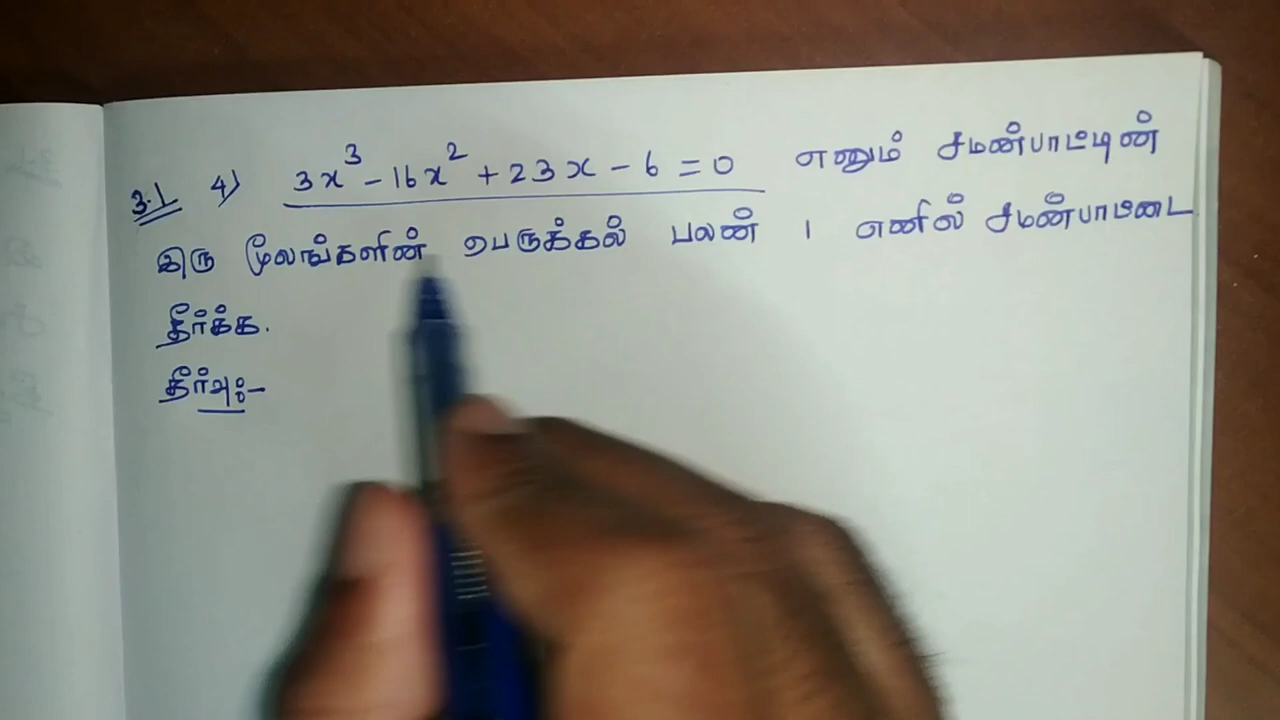 3.1 4) 3x³ - 16x² + 23x - 6 = 0 எனும் சமன்பாட்டின்
இரு மூலங்களின் பெருக்கல் பலன் 1 எனில் சமன்பாட்டை
தீர்க்க.
தீர்வு:-